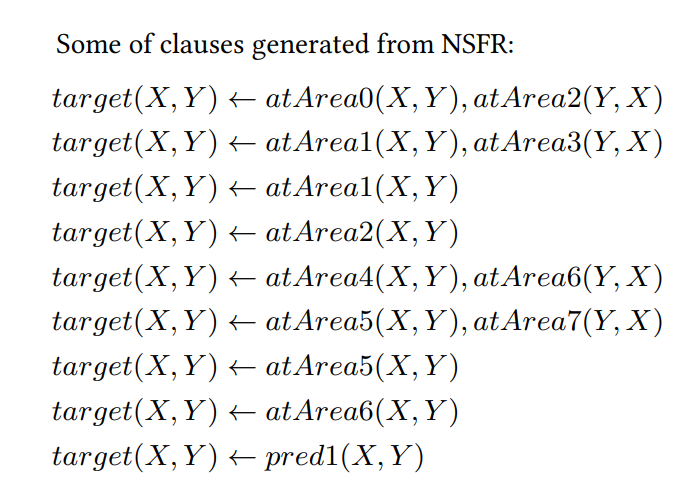 Some of clauses generated from NSFR:
target(X, Y) ← atArea0(X, Y), atArea2(Y, X)
target(X, Y) ← atArea1(X, Y), atArea3(Y, X)
target(X, Y) ← atArea1(X, Y)
target(X, Y) ← atArea2(X, Y)
target(X, Y) ← atArea4(X, Y), atArea6(Y, X)
target(X, Y) ← atArea5(X, Y), atArea7(Y, X)
target(X, Y) ← atArea5(X, Y)
target(X, Y) ← atArea6(X, Y)
target(X, Y) ← pred1(X, Y)